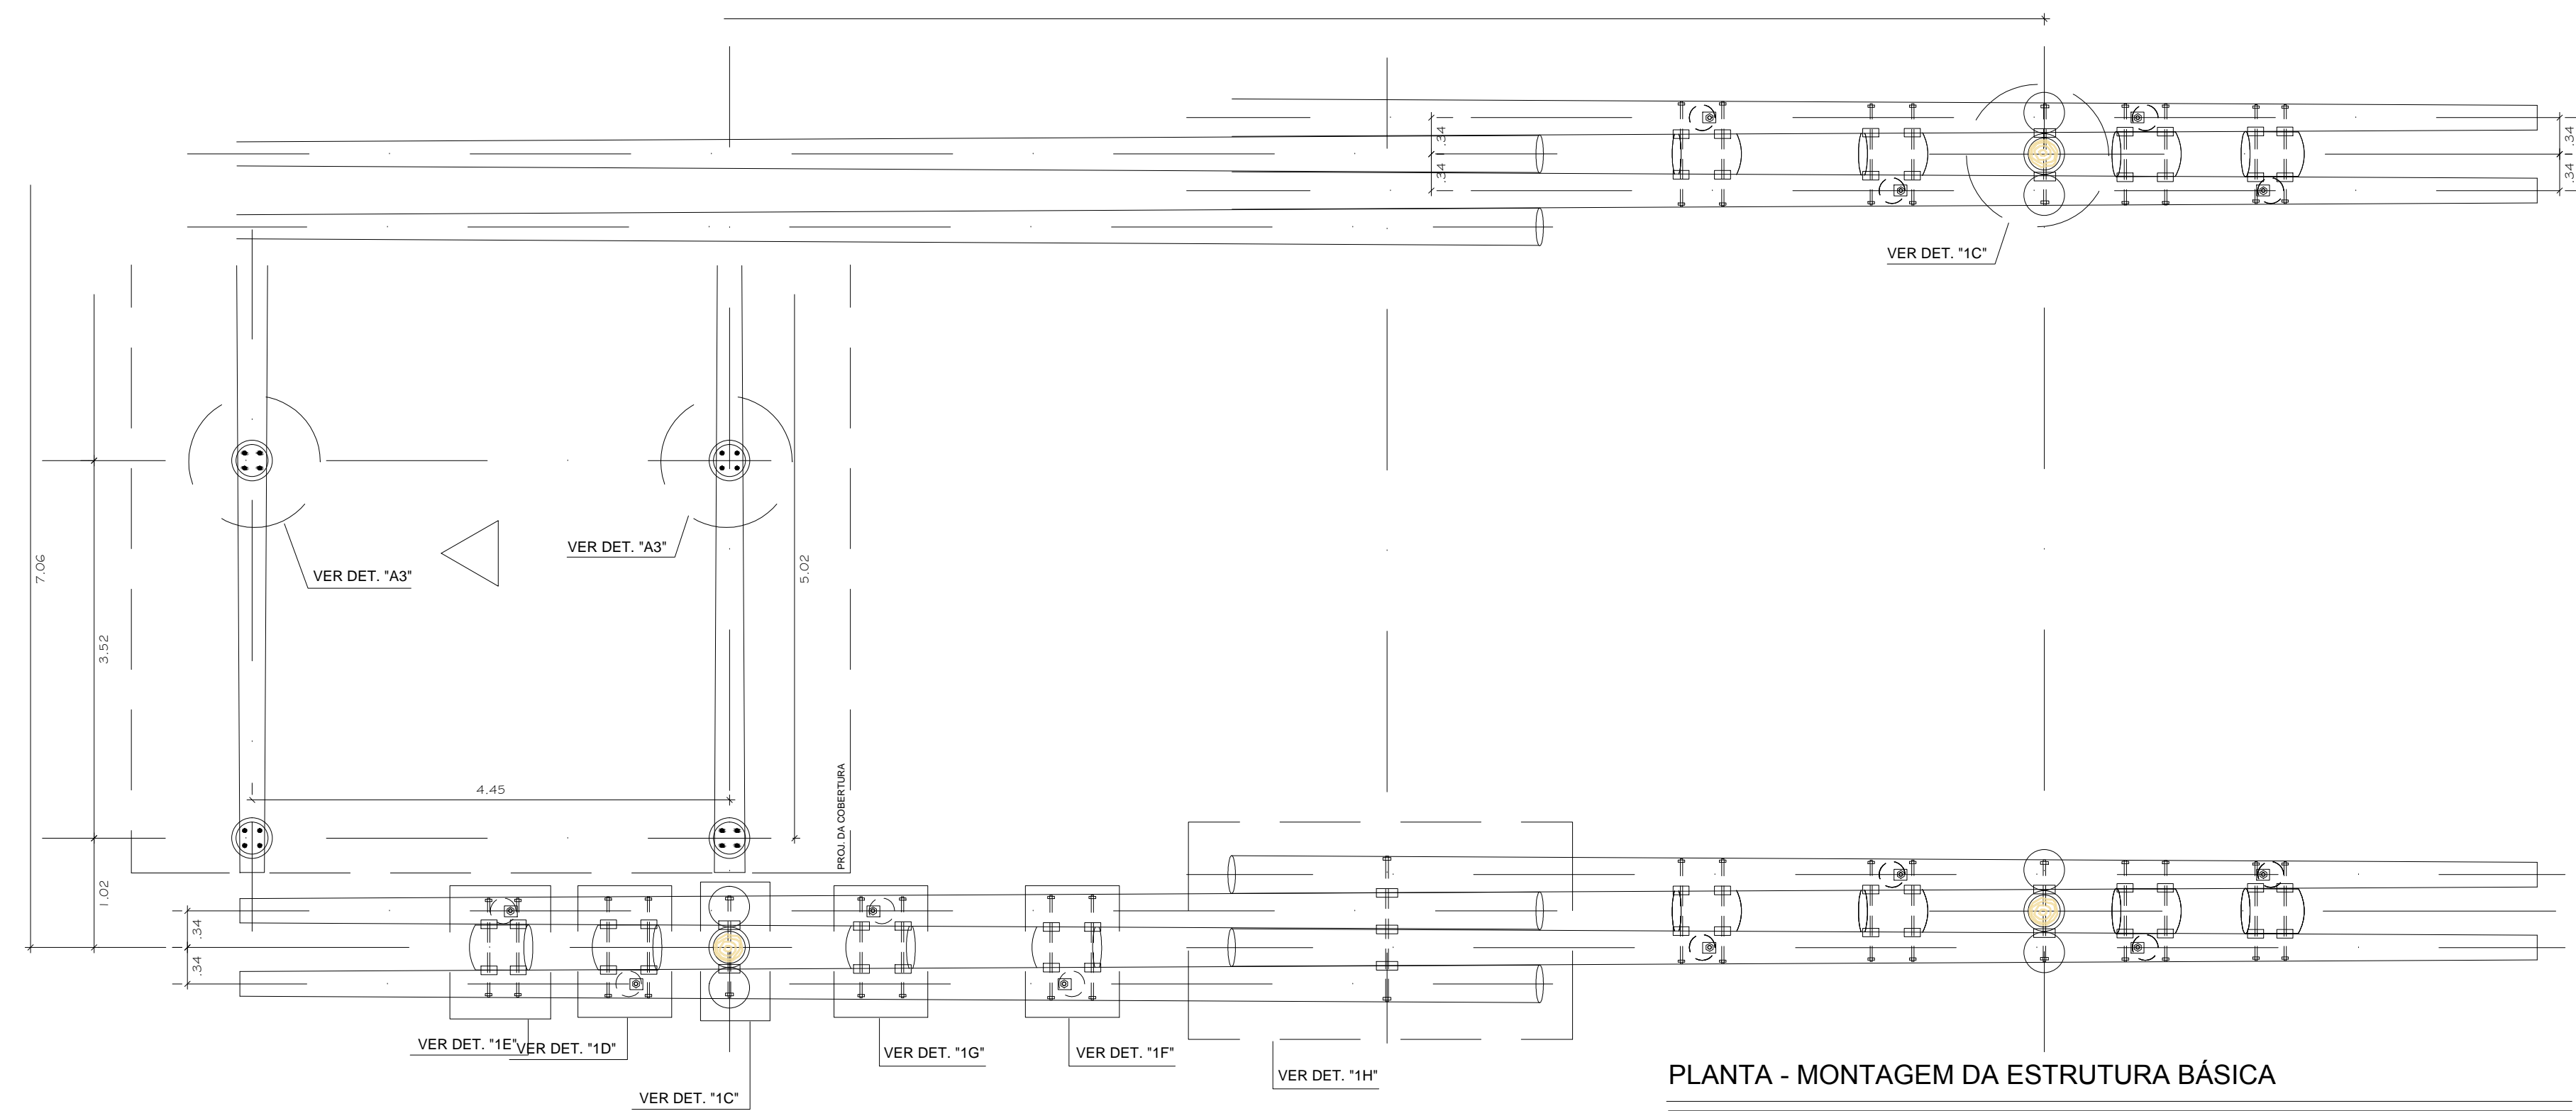 .34
.34
.34
.34
VER DET. "1C"
VER DET. "A3"
VER DET. "A3"
7.06
5.02
3.52
4.45
PROJ. DA COBERTURA
1.02
.34
.34
VER DET. "1E"
VER DET. "1D"
VER DET. "1G"
VER DET. "1F"
VER DET. "1H"
VER DET. "1C"
PLANTA - MONTAGEM DA ESTRUTURA BÁSICA